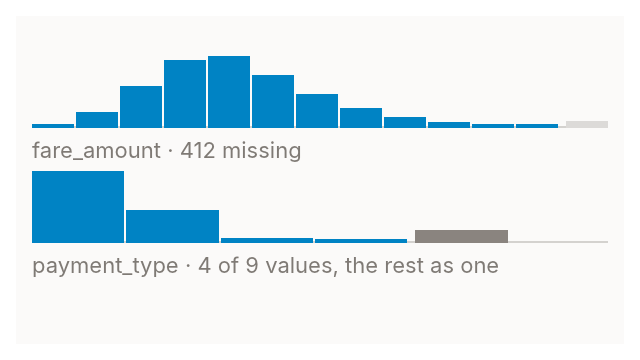 fare_amount · 412 missing
payment_type · 4 of 9 values, the rest as one